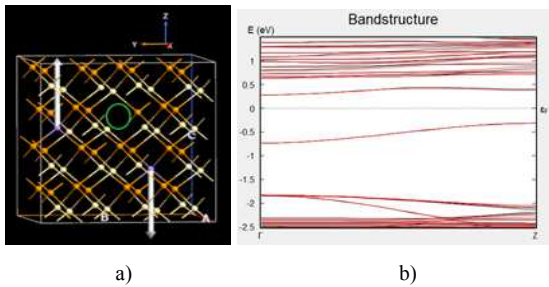 Z
Y
X
C
B
A
Bandstructure
E (eV)
1
0.5
0
εf
-0.5
-1
-1.5
-2
-2.5
Γ
Z
a)
b)